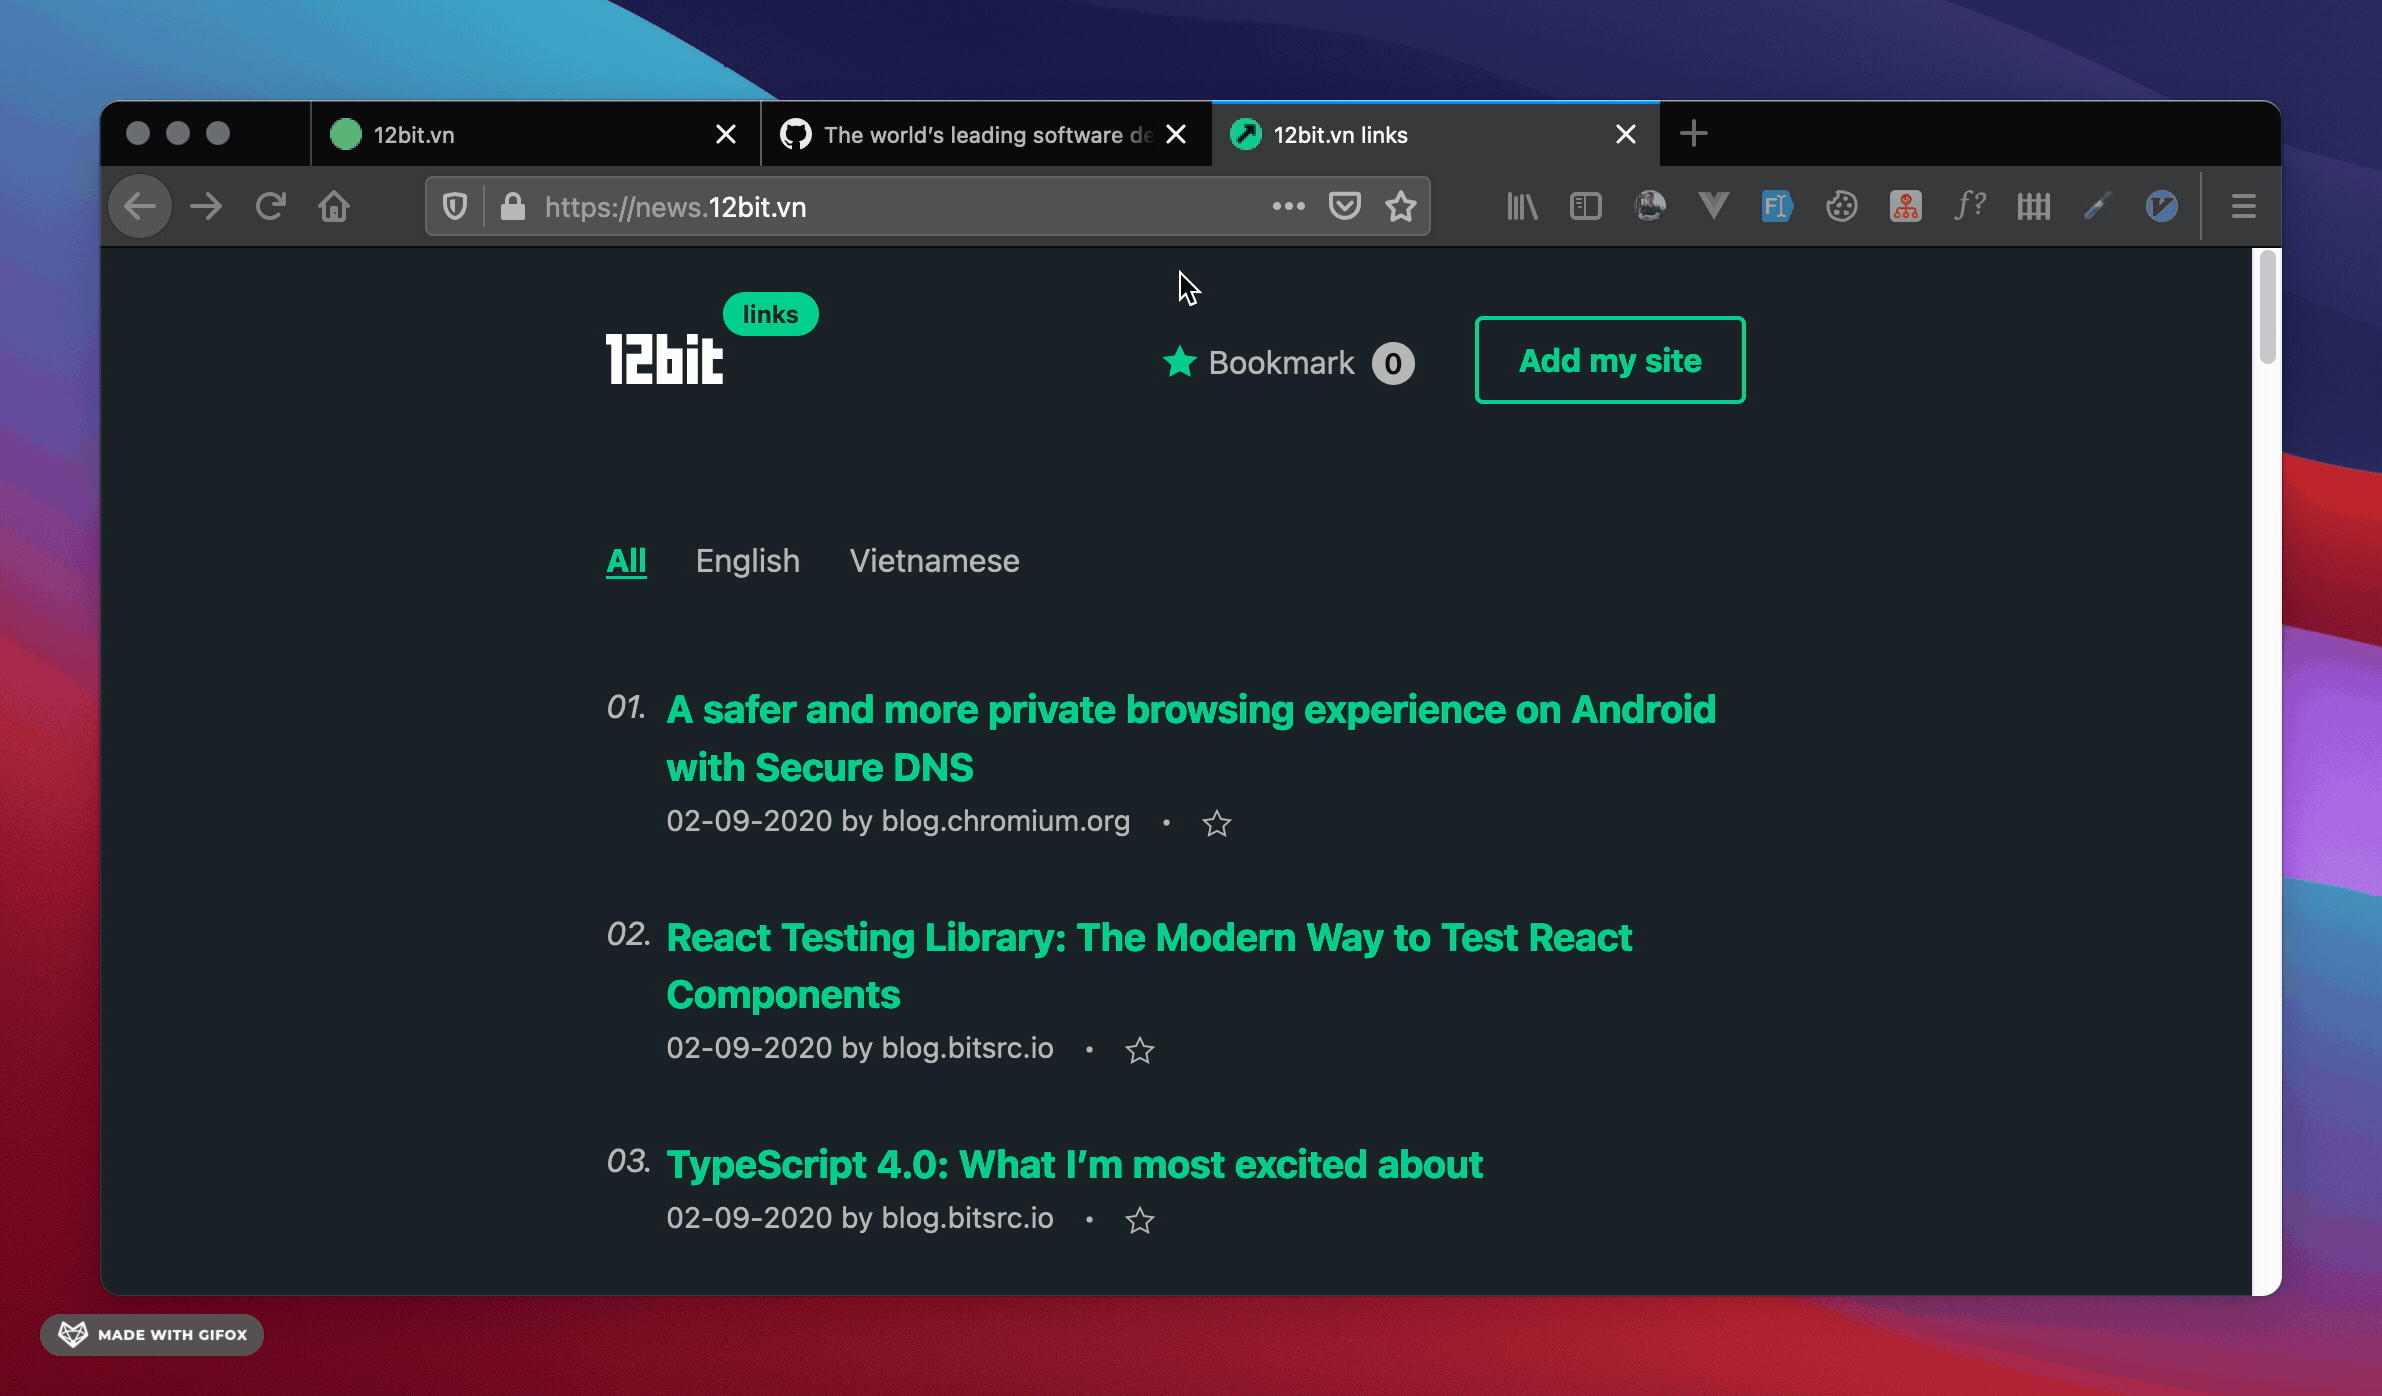 12bit.vn
The world's leading software de
12bit.vn links
https://news.12bit.vn
FI
f?
links
12bit
Bookmark 0
Add my site
All English Vietnamese
01. A safer and more private browsing experience on Android
with Secure DNS
02-09-2020 by blog.chromium.org •
02. React Testing Library: The Modern Way to Test React
Components
02-09-2020 by blog.bitsrc.io •
03. TypeScript 4.0: What I'm most excited about
02-09-2020 by blog.bitsrc.io •
MADE WITH GIFOX